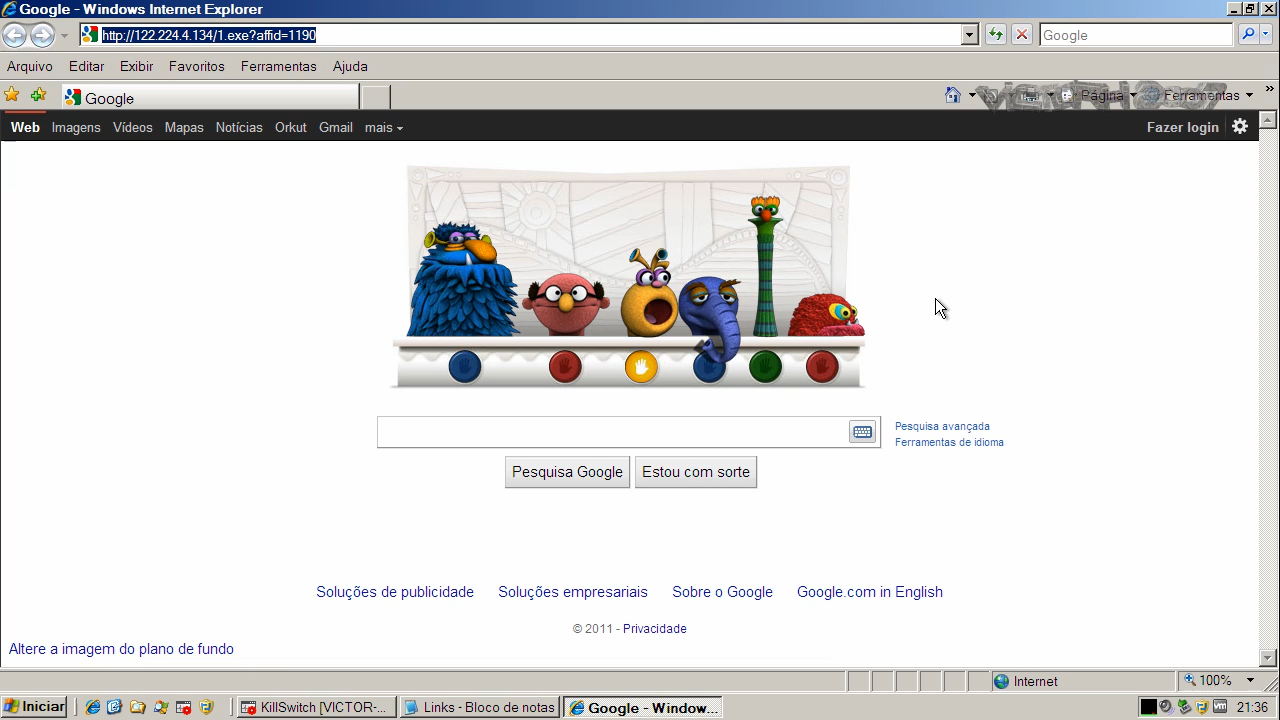 Google - Windows Internet Explorer
http://122.224.4.134/1.exe?affid=1190
Google
Arquivo Editar Exibir Favoritos Ferramentas Ajuda
Google
Página Ferramentas
Web Imagens Vídeos Mapas Notícias Orkut Gmail mais
Fazer login
Pesquisa avançada
Ferramentas de idioma
Pesquisa Google
Estou com sorte
Soluções de publicidade Soluções empresariais Sobre o Google Google.com in English
© 2011 - Privacidade
Altere a imagem do plano de fundo
Internet
100%
Iniciar
KillSwitch [VICTOR-...
Links - Bloco de notas
Google - Window...
21:36